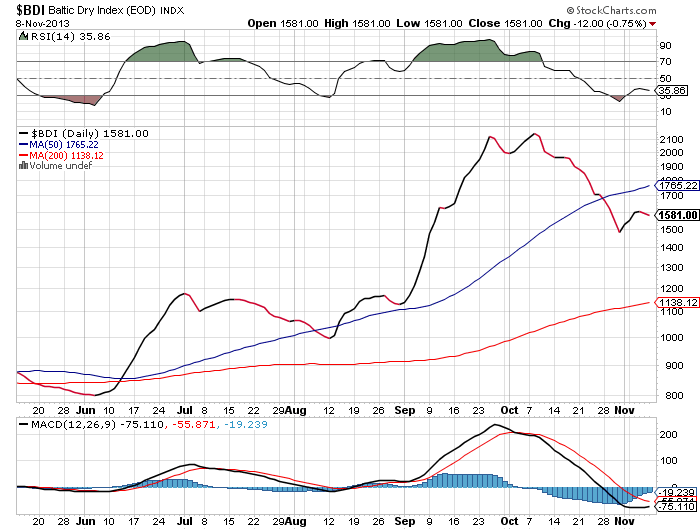 $BDI Baltic Dry Index (EOD) INDX © StockCharts.com
8-Nov-2013 Open 1581.00 High 1581.00 Low 1581.00 Close 1581.00 Chg -12.00 (-0.75%)
RSI(14) 35.86
90
70
50
35.86
30
10
$BDI (Daily) 1581.00
MA(50) 1765.22
MA(200) 1138.12
Volume undef
2100
2000
1900
1800
1765.22
1700
1581.00
1500
1400
1300
1200
1138.12
1100
1000
900
800
20 28 Jun 10 17 24 Jul 8 15 22 29 Aug 12 19 26 Sep 9 16 23 Oct 7 14 21 28 Nov
MACD(12,26,9) -75.110, -55.871, -19.239
200
100
0
-19.239
-75.110
20 28 Jun 10 17 24 Jul 8 15 22 29 Aug 12 19 26 Sep 9 16 23 Oct 7 14 21 28 Nov